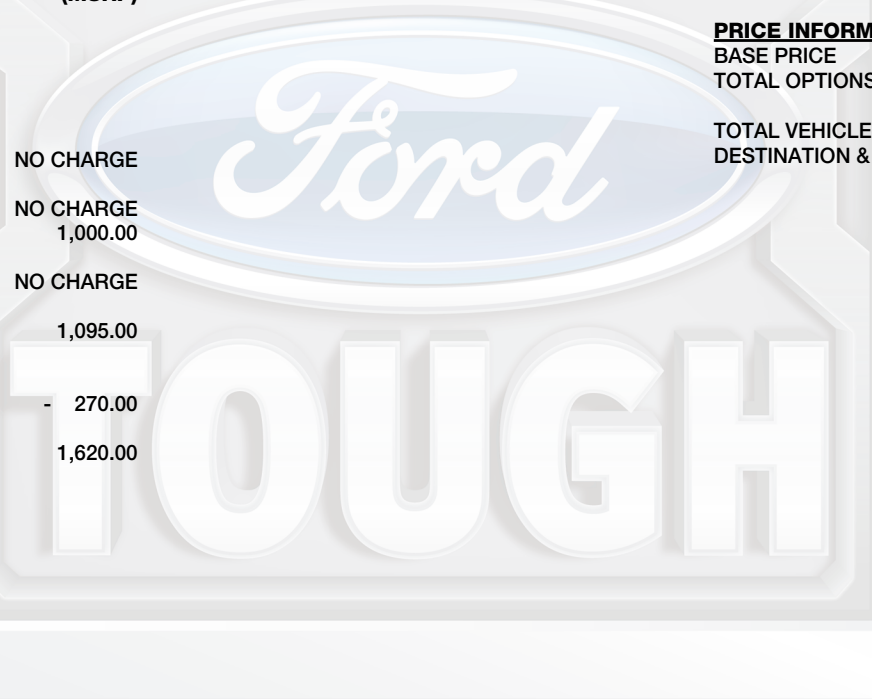 (MSRP)
NO CHARGE
NO CHARGE
1,000.00
NO CHARGE
1,095.00
- 270.00
1,620.00
PRICE INFORM
BASE PRICE
TOTAL OPTIONS
TOTAL VEHICLE
DESTINATION &
Ford
TOUGH